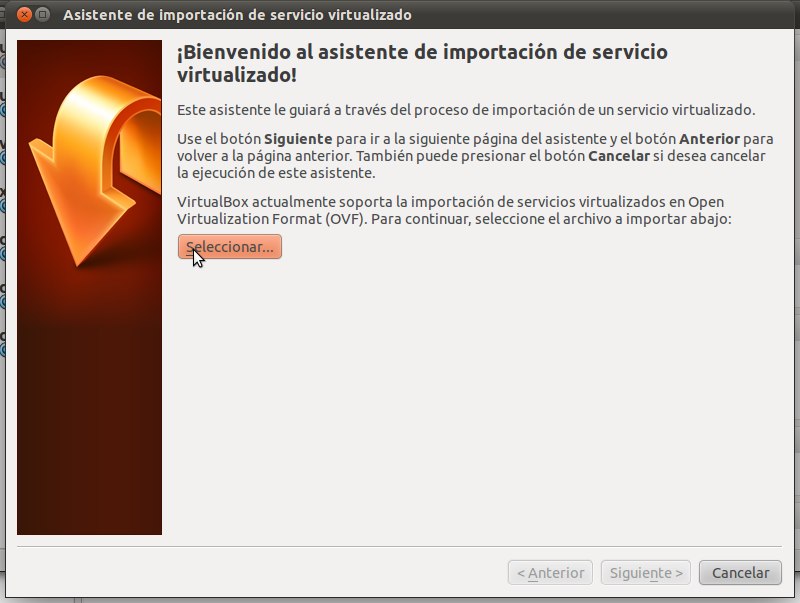 Asistente de importación de servicio virtualizado
¡Bienvenido al asistente de importación de servicio
virtualizado!
Este asistente le guiará a través del proceso de importación de un servicio virtualizado.
Use el botón Siguiente para ir a la siguiente página del asistente y el botón Anterior para
volver a la página anterior. También puede presionar el botón Cancelar si desea cancelar
la ejecución de este asistente.
VirtualBox actualmente soporta la importación de servicios virtualizados en Open
Virtualization Format (OVF). Para continuar, seleccione el archivo a importar abajo:
Seleccionar...
< Anterior
Siguiente >
Cancelar